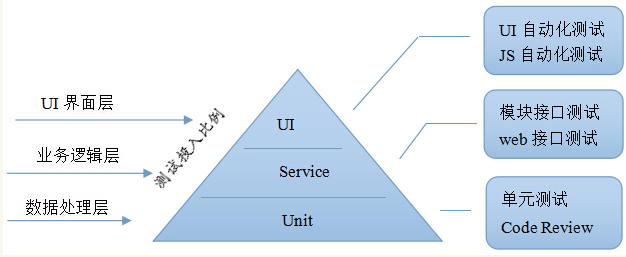 UI 自动化测试
JS 自动化测试
UI 界面层
测试投入比例
UI
模块接口测试
web 接口测试
业务逻辑层
Service
单元测试
Code Review
数据处理层
Unit